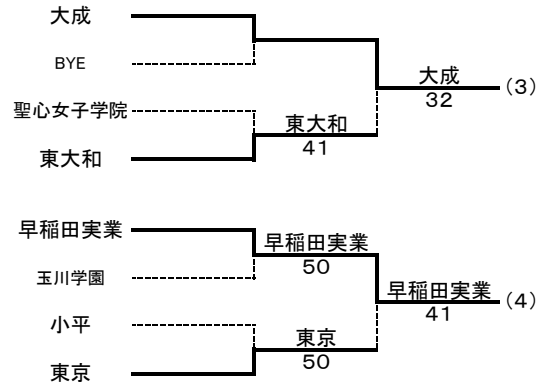 大成
BYE
大成
32
(3)
聖心女子学院
東大和
41
東大和
早稲田実業
早稲田実業
50
玉川学園
早稲田実業
41
(4)
小平
東京
50
東京